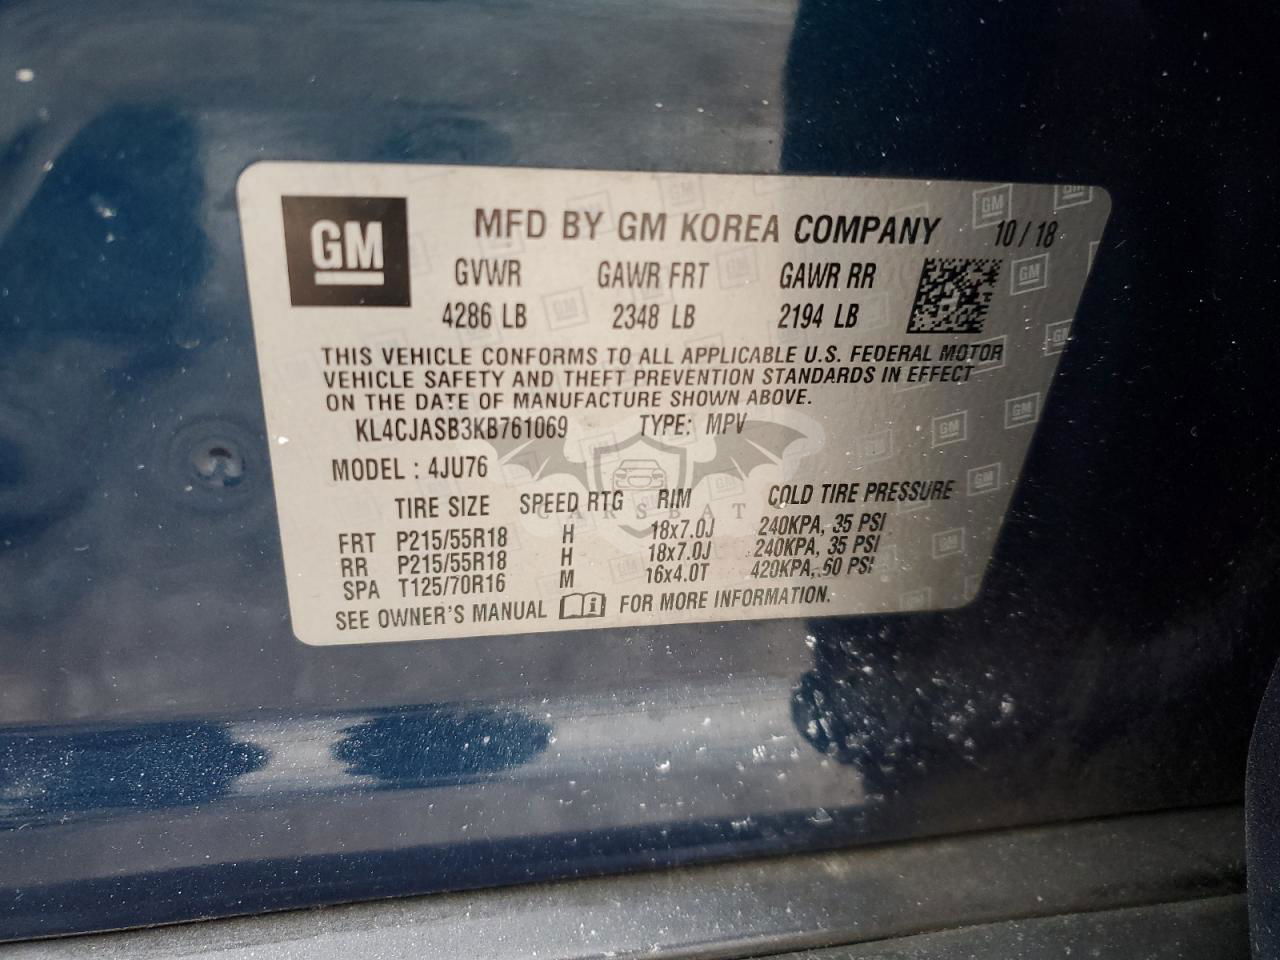 GM MFD BY GM KOREA COMPANY 10/18
GVWR GAWR FRT GAWR RR
4286 LB 2348 LB 2194 LB
THIS VEHICLE CONFORMS TO ALL APPLICABLE U.S. FEDERAL MOTOR
VEHICLE SAFETY AND THEFT PREVENTION STANDARDS IN EFFECT
ON THE DATE OF MANUFACTURE SHOWN ABOVE.
KL4CJASB3KB761069 TYPE: MPV
MODEL : 4JU76
TIRE SIZE SPEED RTG RIM COLD TIRE PRESSURE
CARSBAT
FRT P215/55R18 H 18x7.0J 240KPA, 35 PSI
RR P215/55R18 H 18x7.0J 240KPA, 35 PSI
SPA T125/70R16 M 16x4.0T 420KPA, 60 PSI
SEE OWNER'S MANUAL FOR MORE INFORMATION.